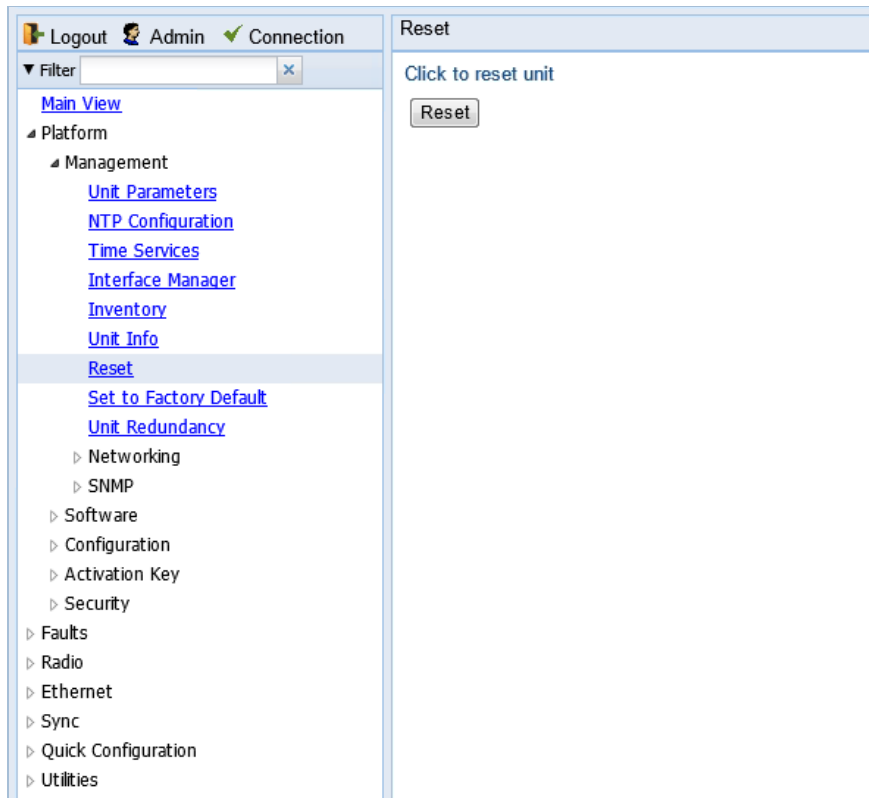 Logout Admin Connection
Filter
Main View
Platform
Management
Unit Parameters
NTP Configuration
Time Services
Interface Manager
Inventory
Unit Info
Reset
Set to Factory Default
Unit Redundancy
Networking
SNMP
Software
Configuration
Activation Key
Security
Faults
Radio
Ethernet
Sync
Quick Configuration
Utilities
Reset
Click to reset unit
Reset